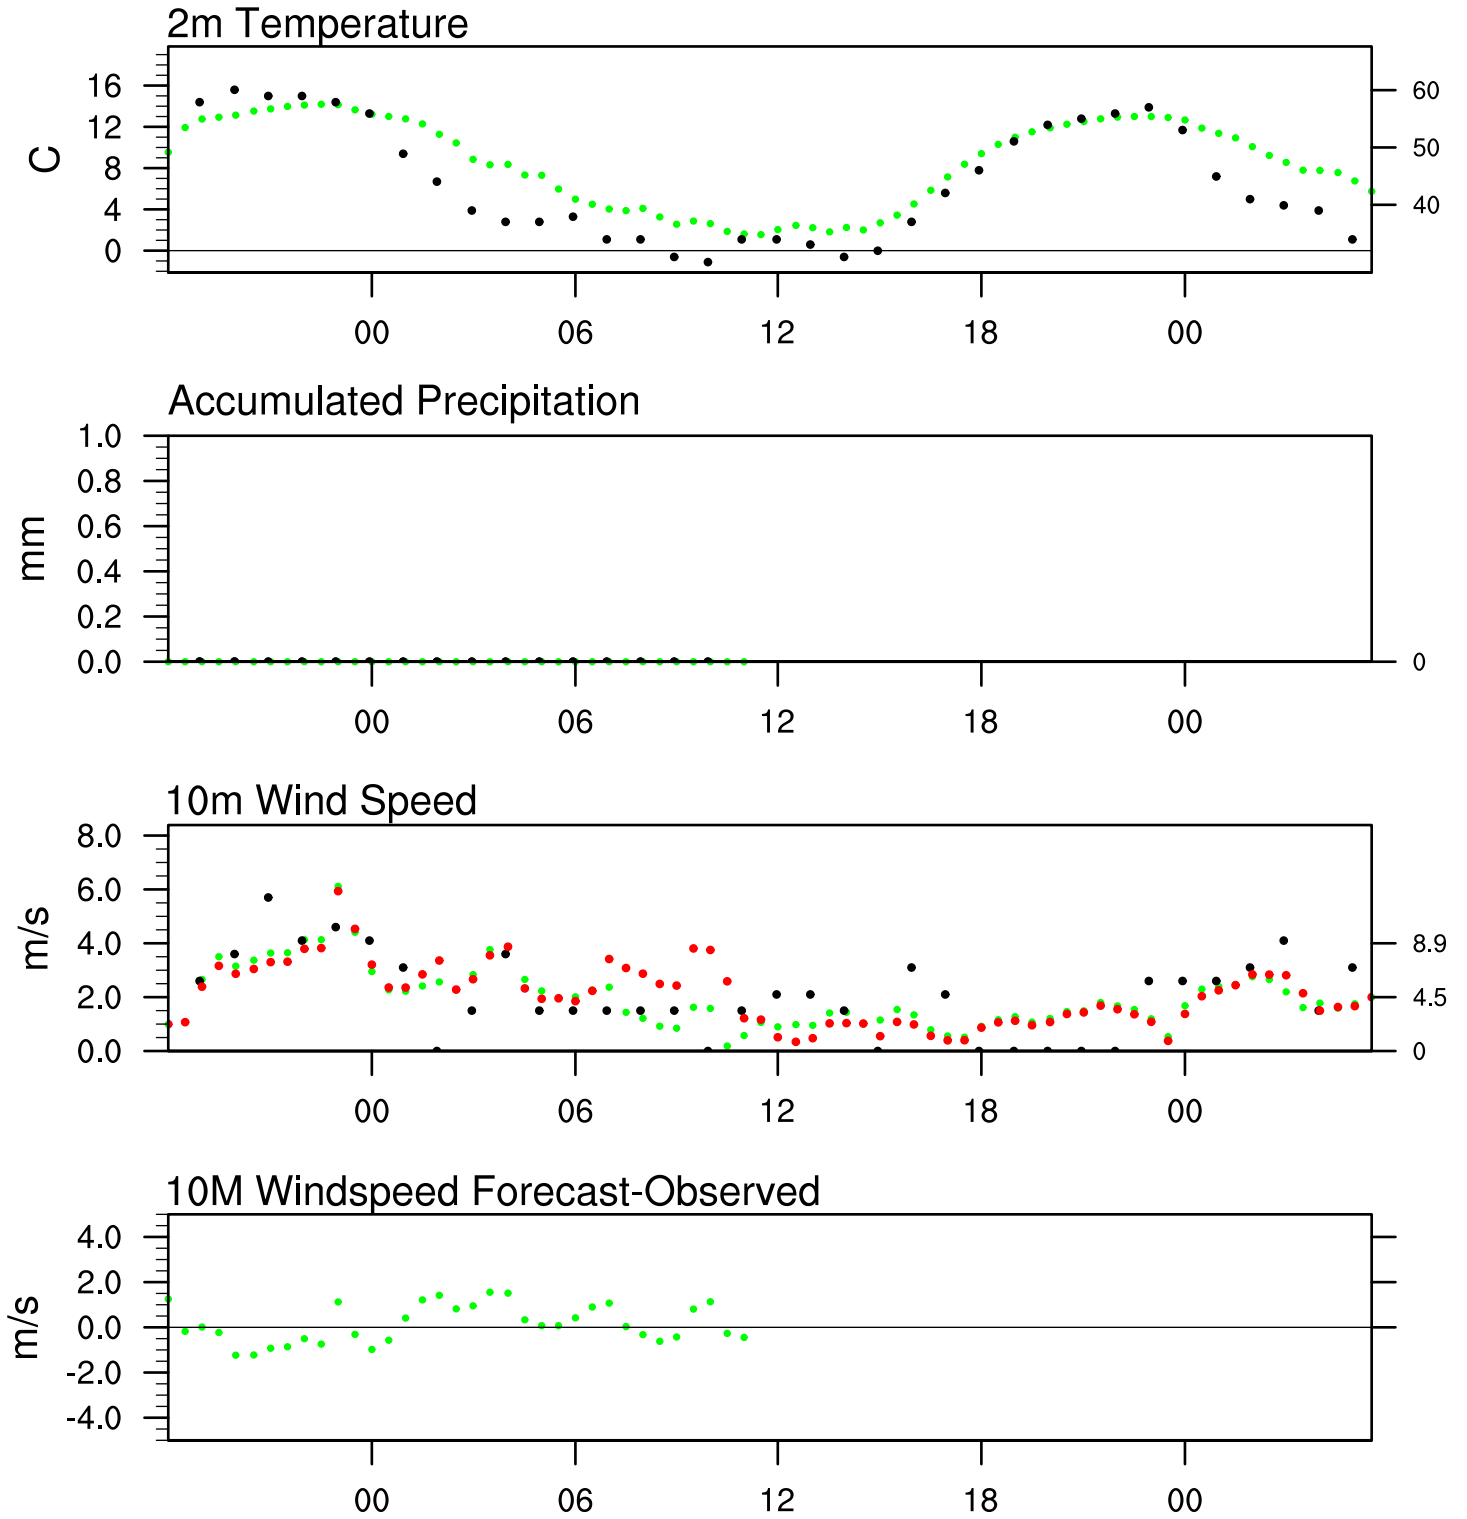 2m Temperature
16 60
12 50
C
8
4 40
0
00 06 12 18 00
Accumulated Precipitation
1.0
0.8
0.6
mm
0.4
0.2
0.0 0
00 06 12 18 00
10m Wind Speed
8.0
6.0
4.0 8.9
m/s
2.0 4.5
0.0 0
00 06 12 18 00
10M Windspeed Forecast-Observed
4.0
2.0
0.0
m/s
-2.0
-4.0
00 06 12 18 00